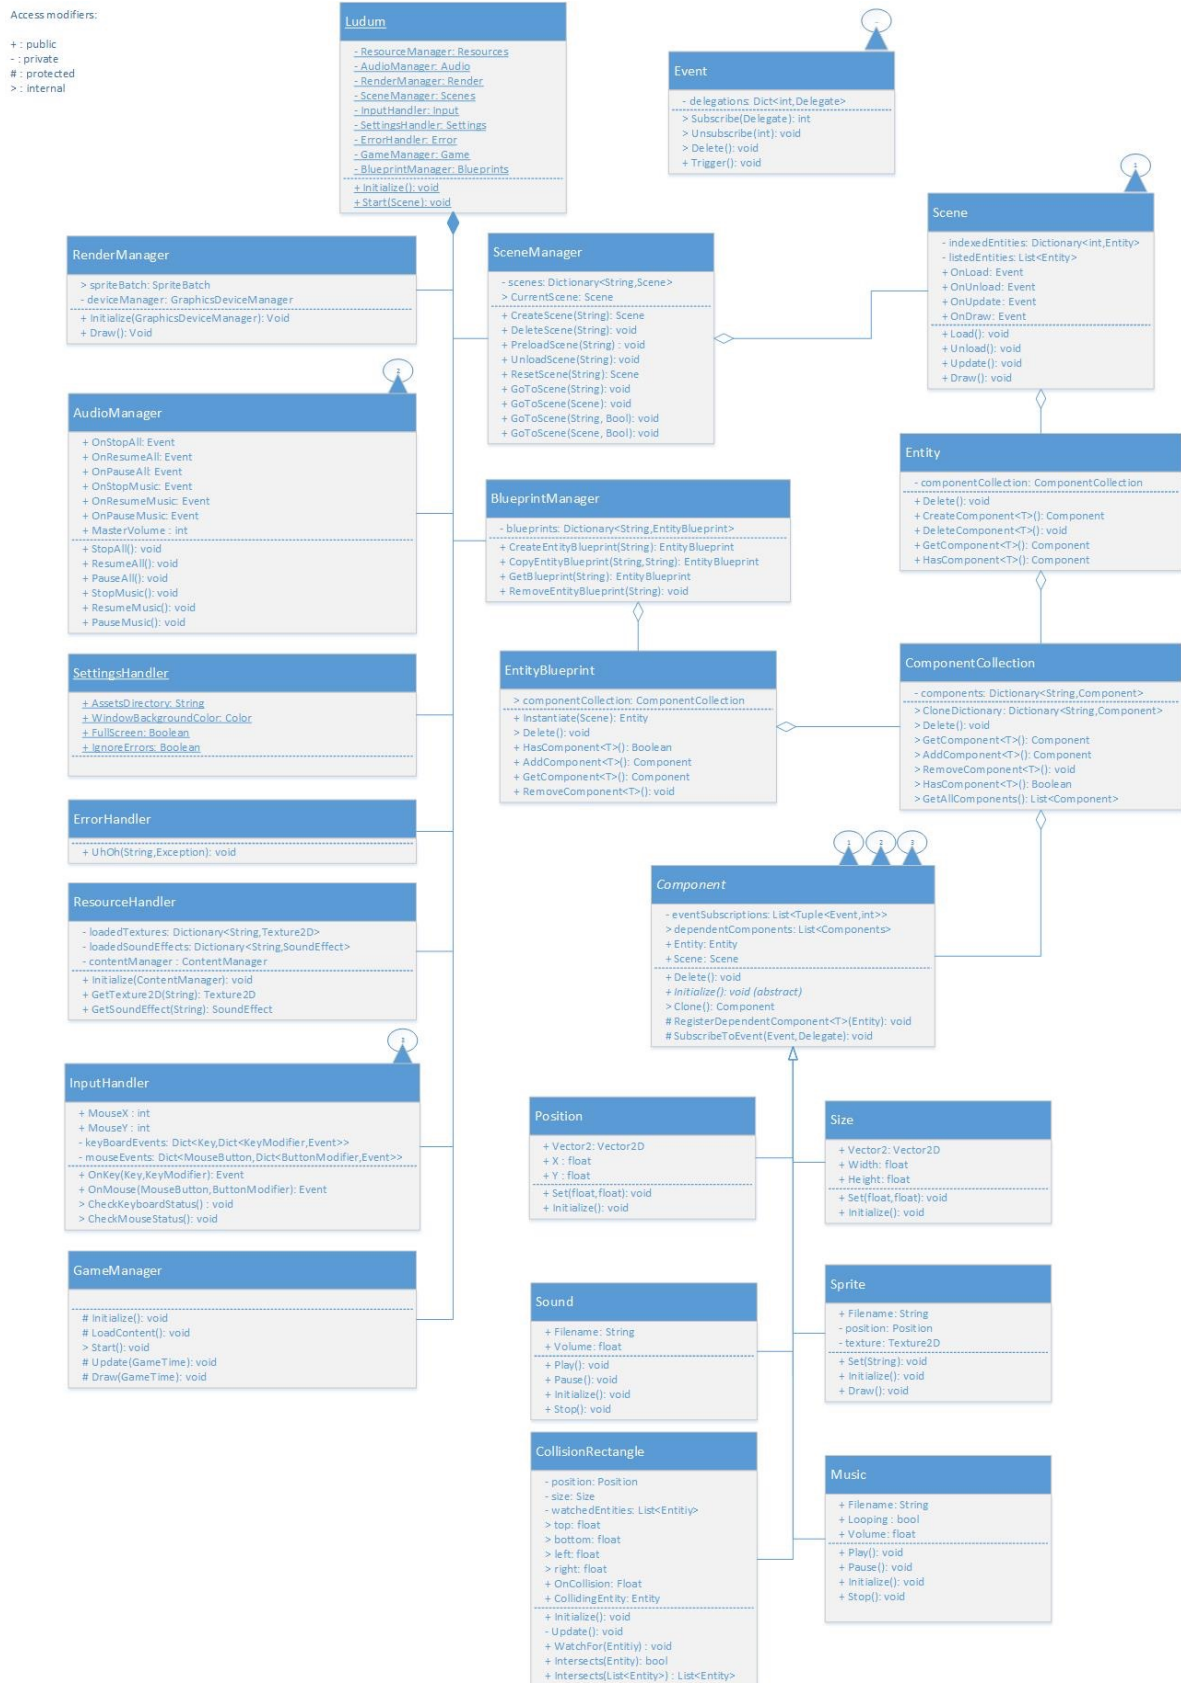 Access modifiers:
+ : public
- : private
# : protected
> : internal
Ludum
- ResourceManager: Resources
- AudioManager: Audio
- RenderManager: Render
- SceneManager: Scenes
- InputHandler: Input
- SettingsHandler: Settings
- ErrorHandler: Error
- GameManager: Game
- BlueprintManager: Blueprints
+ Initialize(): void
+ Start(Scene): void
Event
- delegations: Dict<int,Delegate>
> Subscribe(Delegate): int
> Unsubscribe(int): void
> Delete(): void
+ Trigger(): void
1
Scene
- indexedEntities: Dictionary<int,Entity>
- listedEntities: List<Entity>
+ OnLoad: Event
+ OnUnload: Event
+ OnUpdate: Event
+ OnDraw: Event
+ Load(): void
+ Unload(): void
+ Update(): void
+ Draw(): void
RenderManager
> spriteBatch: SpriteBatch
- deviceManager: GraphicsDeviceManager
+ Initialize(GraphicsDeviceManager): Void
+ Draw(): Void
SceneManager
- scenes: Dictionary<String,Scene>
> CurrentScene: Scene
+ CreateScene(String): Scene
+ DeleteScene(String): void
+ PreloadScene(String) : void
+ UnloadScene(String): void
+ ResetScene(String): Scene
+ GoToScene(String): void
+ GoToScene(Scene): void
+ GoToScene(String, Bool): void
+ GoToScene(Scene, Bool): void
2
AudioManager
+ OnStopAll: Event
+ OnResumeAll: Event
+ OnPauseAll: Event
+ OnStopMusic: Event
+ OnResumeMusic: Event
+ OnPauseMusic: Event
+ MasterVolume : int
+ StopAll(): void
+ ResumeAll(): void
+ PauseAll(): void
+ StopMusic(): void
+ ResumeMusic(): void
+ PauseMusic(): void
Entity
- componentCollection: ComponentCollection
+ Delete(): void
+ CreateComponent<T>(): Component
+ DeleteComponent<T>(): void
+ GetComponent<T>(): Component
+ HasComponent<T>(): Component
BlueprintManager
- blueprints: Dictionary<String,EntityBlueprint>
+ CreateEntityBlueprint(String): EntityBlueprint
+ CopyEntityBlueprint(String,String): EntityBlueprint
+ GetBlueprint(String): EntityBlueprint
+ RemoveEntityBlueprint(String): void
SettingsHandler
+ AssetsDirectory: String
+ WindowBackgroundColor: Color
+ FullScreen: Boolean
+ IgnoreErrors: Boolean
EntityBlueprint
> componentCollection: ComponentCollection
+ Instantiate(Scene): Entity
> Delete(): void
+ HasComponent<T>(): Boolean
+ AddComponent<T>(): Component
+ GetComponent<T>(): Component
+ RemoveComponent<T>(): void
ComponentCollection
- components: Dictionary<String,Component>
> CloneDictionary: Dictionary<String,Component>
> Delete(): void
> GetComponent<T>(): Component
> AddComponent<T>(): Component
> RemoveComponent<T>(): void
> HasComponent<T>(): Boolean
> GetAllComponents(): List<Component>
ErrorHandler
+ UhOh(String,Exception): void
1 2 3
Component
- eventSubscriptions: List<Tuple<Event,int>>
> dependentComponents: List<Components>
+ Entity: Entity
+ Scene: Scene
+ Delete(): void
+ Initialize(): void (abstract)
> Clone(): Component
# RegisterDependentComponent<T>(Entity): void
# SubscribeToEvent(Event,Delegate): void
ResourceHandler
- loadedTextures: Dictionary<String,Texture2D>
- loadedSoundEffects: Dictionary<String,SoundEffect>
- contentManager : ContentManager
+ Initialize(ContentManager): void
+ GetTexture2D(String): Texture2D
+ GetSoundEffect(String): SoundEffect
3
InputHandler
+ MouseX : int
+ MouseY : int
- keyBoardEvents: Dict<Key,Dict<KeyModifier,Event>>
- mouseEvents: Dict<MouseButton,Dict<ButtonModifier,Event>>
+ OnKey(Key,KeyModifier): Event
+ OnMouse(MouseButton,ButtonModifier): Event
> CheckKeyboardStatus() : void
> CheckMouseStatus(): void
Position
+ Vector2: Vector2D
+ X : float
+ Y : float
+ Set(float,float): void
+ Initialize(): void
Size
+ Vector2: Vector2D
+ Width: float
+ Height: float
+ Set(float,float): void
+ Initialize(): void
GameManager
# Initialize(): void
# LoadContent(): void
> Start(): void
# Update(GameTime): void
# Draw(GameTime): void
Sound
+ Filename: String
+ Volume: float
+ Play(): void
+ Pause(): void
+ Initialize(): void
+ Stop(): void
Sprite
+ Filename: String
- position: Position
- texture: Texture2D
+ Set(String): void
+ Initialize(): void
+ Draw(): void
CollisionRectangle
- position: Position
- size: Size
- watchedEntities: List<Entitiy>
> top: float
> bottom: float
> left: float
> right: float
+ OnCollision: Float
+ CollidingEntity: Entity
+ Initialize(): void
- Update(): void
+ WatchFor(Entitiy) : void
+ Intersects(Entity): bool
+ Intersects(List<Entity>) : List<Entity>
Music
+ Filename: String
+ Looping : bool
+ Volume: float
+ Play(): void
+ Pause(): void
+ Initialize(): void
+ Stop(): void